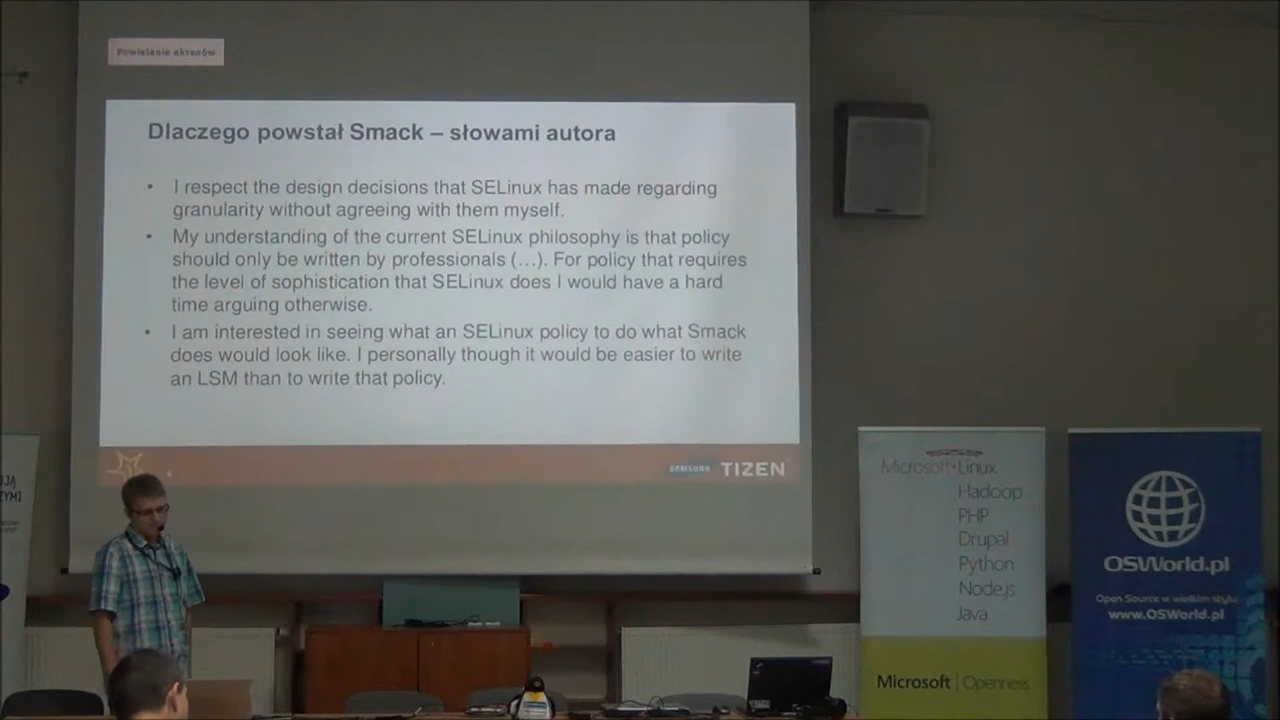 Powielenie ekranów
Dlaczego powstał Smack – słowami autora
• I respect the design decisions that SELinux has made regarding
granularity without agreeing with them myself.
• My understanding of the current SELinux philosophy is that policy
should only be written by professionals (…). For policy that requires
the level of sophistication that SELinux does I would have a hard
time arguing otherwise.
• I am interested in seeing what an SELinux policy to do what Smack
does would look like. I personally though it would be easier to write
an LSM than to write that policy.
SAMSUNG TIZEN
Microsoft+Linux
Hadoop
PHP
Drupal
Python
Node.js
Java
Microsoft | Openness
OSWorld.pl
Open Source w wielkim stylu
www.OSWorld.pl